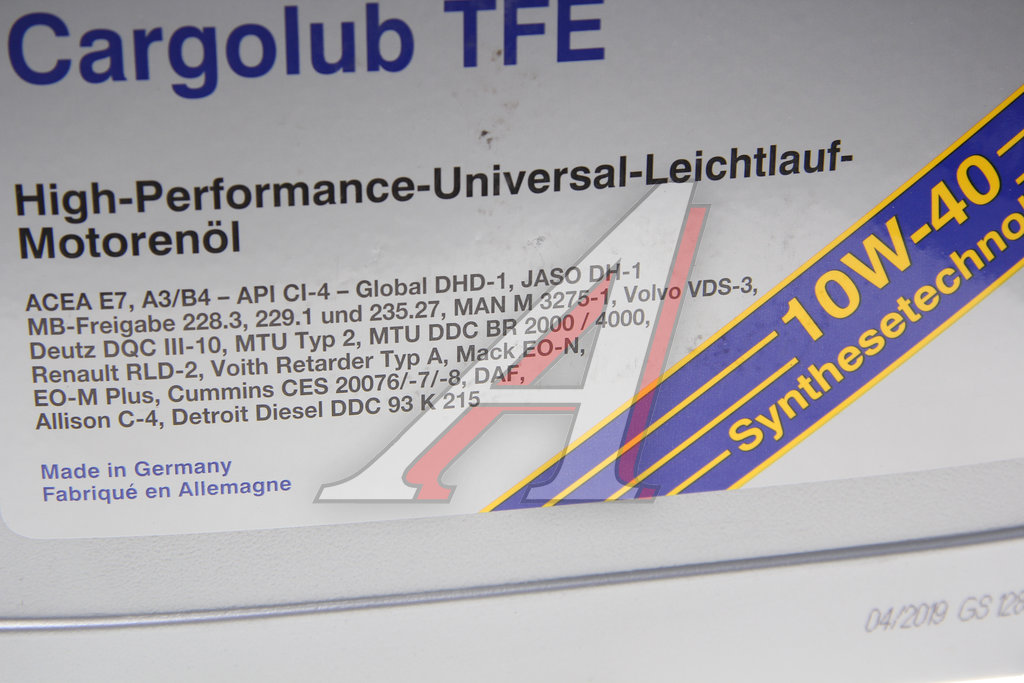 Cargolub TFE
High-Performance-Universal-Leichtlauf-
Motorenöl
ACEA E7, A3/B4 – API CI-4 – Global DHD-1, JASO DH-1
MB-Freigabe 228.3, 229.1 und 235.27, MAN M 3275-1, Volvo VDS-3,
Deutz DQC III-10, MTU Typ 2, MTU DDC BR 2000 / 4000,
Renault RLD-2, Voith Retarder Typ A, Mack EO-N,
EO-M Plus, Cummins CES 20076/-7/-8, DAF,
Allison C-4, Detroit Diesel DDC 93 K 215
Made in Germany
Fabriqué en Allemagne
10W-40
Synthesetechnol
04/2019 GS 128